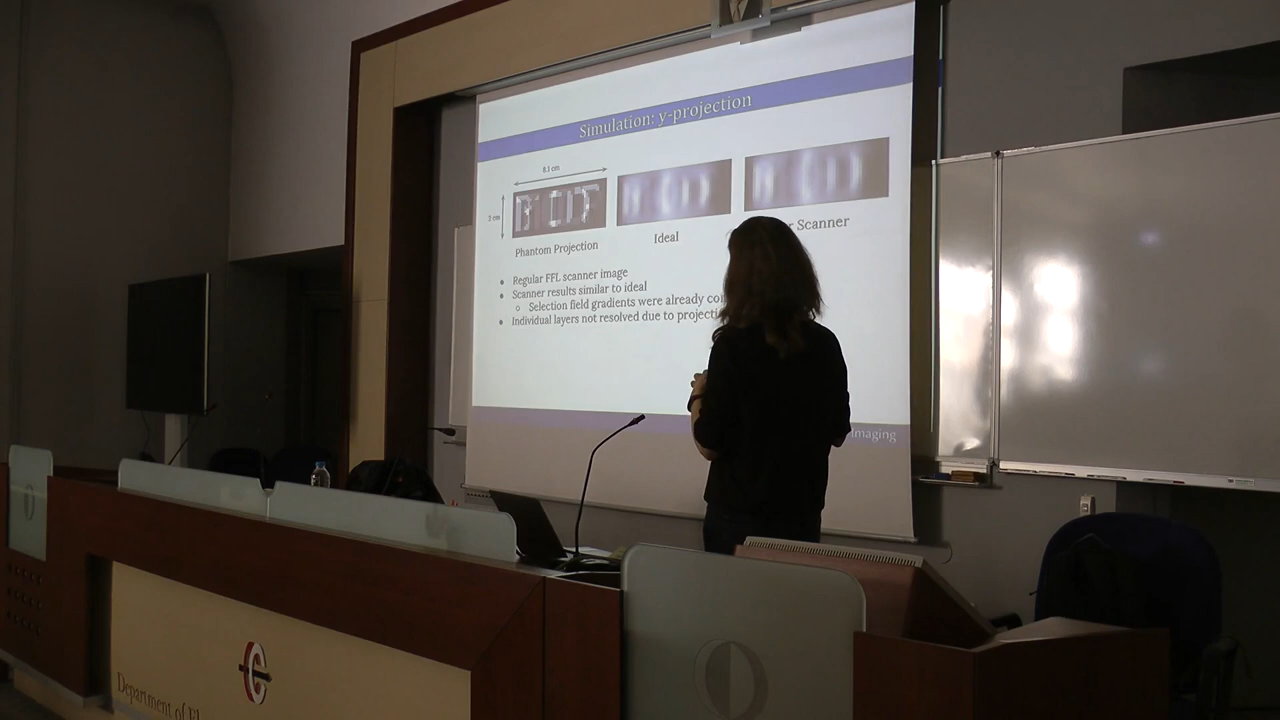 Simulation: y-projection
8.1 cm
2 cm
Phantom Projection
Ideal
Scanner
Regular FFL scanner image
Scanner results similar to ideal
Selection field gradients were already
Individual layers not resolved due to
Imaging
Department of